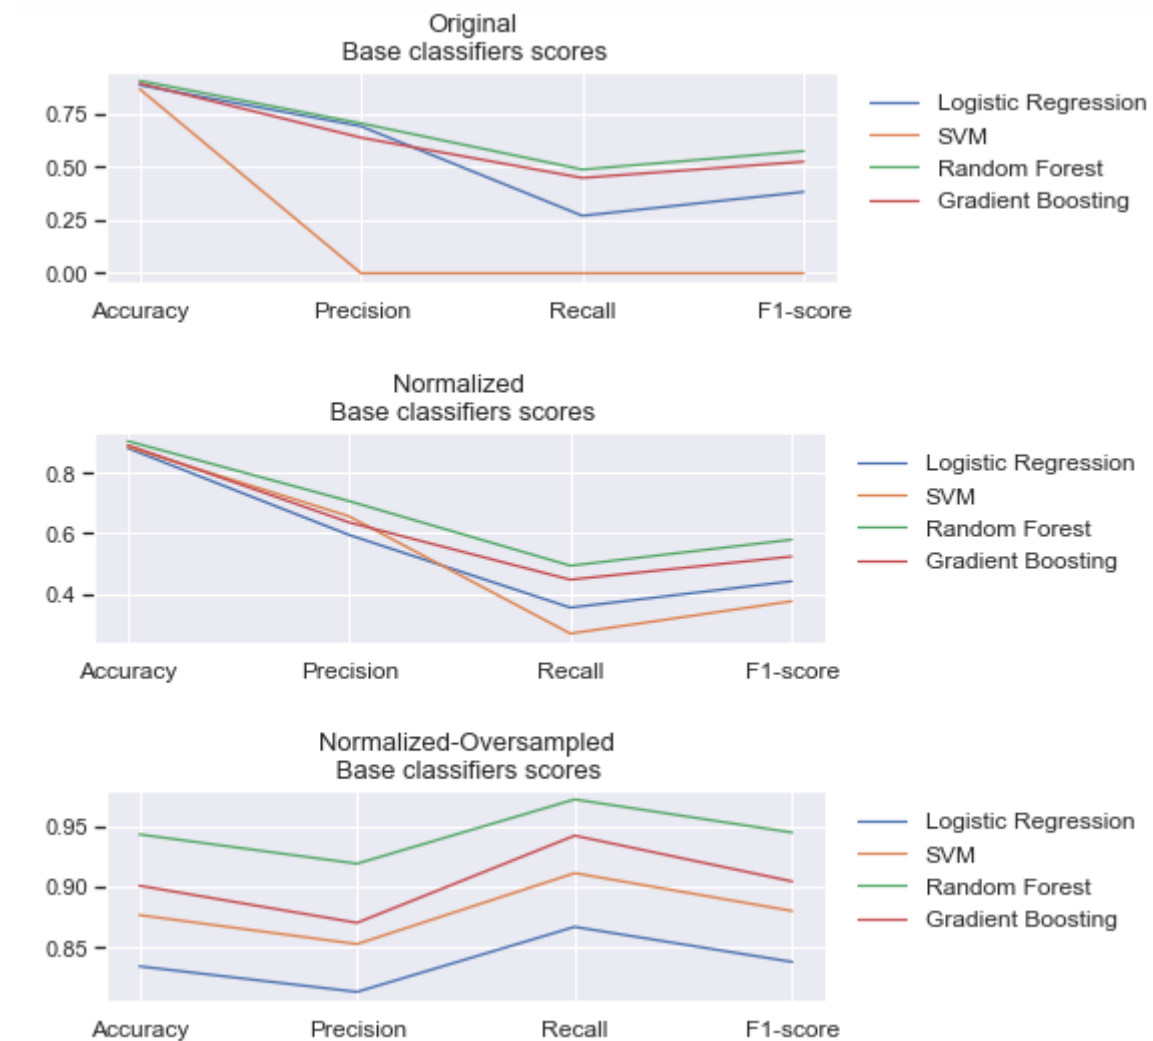 Original
Base classifiers scores
0.75
0.50
0.25
0.00
Accuracy Precision Recall F1-score
Logistic Regression
SVM
Random Forest
Gradient Boosting
Normalized
Base classifiers scores
0.8
0.6
0.4
Accuracy Precision Recall F1-score
Logistic Regression
SVM
Random Forest
Gradient Boosting
Normalized-Oversampled
Base classifiers scores
0.95
0.90
0.85
Accuracy Precision Recall F1-score
Logistic Regression
SVM
Random Forest
Gradient Boosting